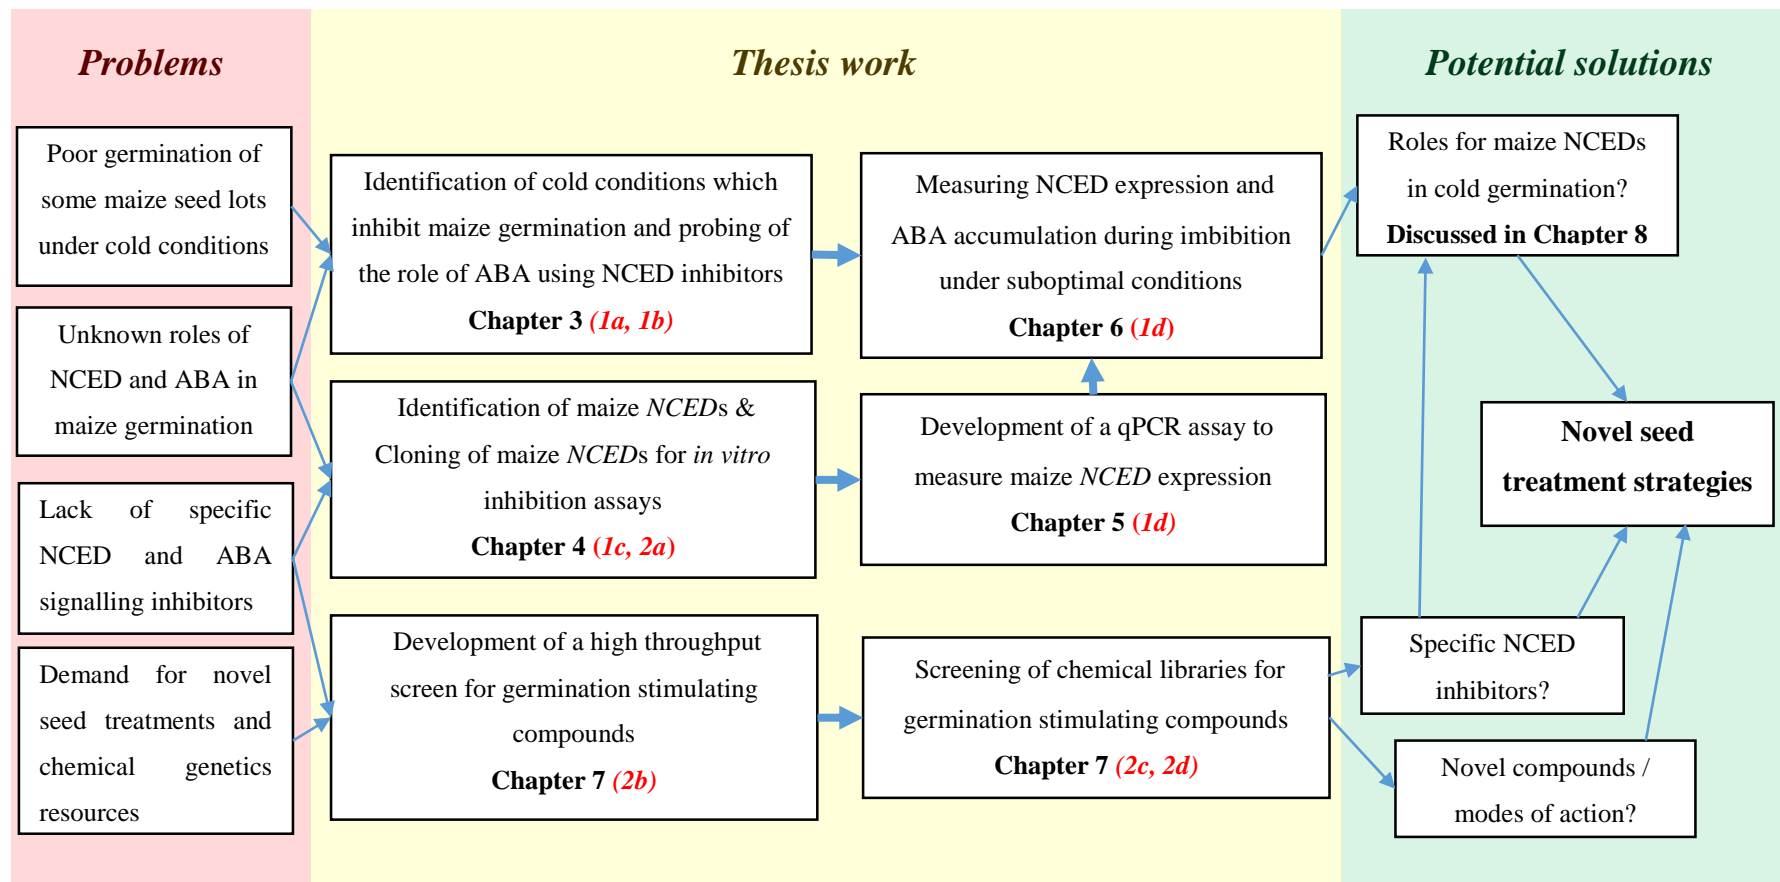 Problems
Poor germination of
some maize seed lots
under cold conditions
Unknown roles of
NCED and ABA in
maize germination
Lack of specific
NCED and ABA
signalling inhibitors
Demand for novel
seed treatments and
chemical genetics
resources
Thesis work
Identification of cold conditions which
inhibit maize germination and probing of
the role of ABA using NCED inhibitors
Chapter 3 (1a, 1b)
Identification of maize NCEDs &
Cloning of maize NCEDs for in vitro
inhibition assays
Chapter 4 (1c, 2a)
Development of a high throughput
screen for germination stimulating
compounds
Chapter 7 (2b)
Measuring NCED expression and
ABA accumulation during imbibition
under suboptimal conditions
Chapter 6 (1d)
Development of a qPCR assay to
measure maize NCED expression
Chapter 5 (1d)
Screening of chemical libraries for
germination stimulating compounds
Chapter 7 (2c, 2d)
Potential solutions
Roles for maize NCEDs
in cold germination?
Discussed in Chapter 8
Novel seed
treatment strategies
Specific NCED
inhibitors?
Novel compounds /
modes of action?